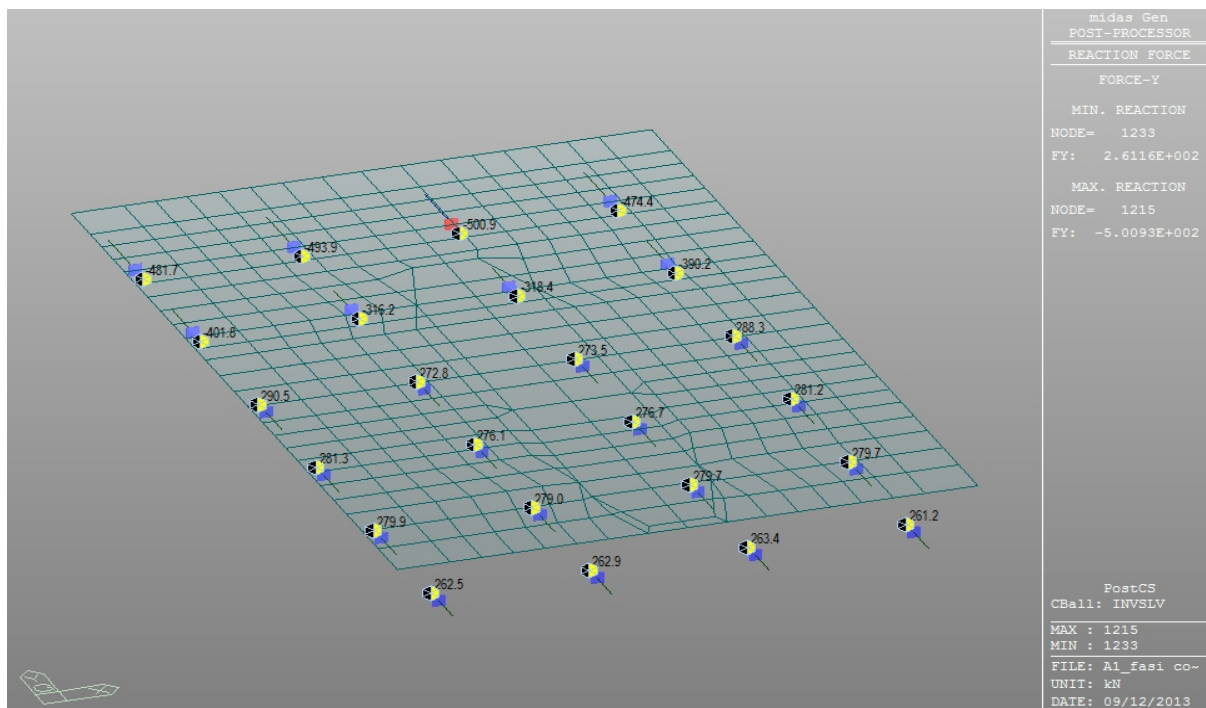 midas Gen
POST-PROCESSOR
REACTION FORCE
FORCE-Y
MIN. REACTION
NODE= 1233
FY: 2.6116E+002
MAX. REACTION
NODE= 1215
FY: -5.0093E+002
-474.4
-500.9
-493.9
-481.7
-390.2
-318.4
-316.2
-401.8
288.3
273.5
272.8
290.5
281.2
276.7
276.1
281.3
279.7
279.7
279.0
279.9
261.2
263.4
262.9
262.5
PostCS
CBall: INVSLV
MAX : 1215
MIN : 1233
FILE: A1_fasi co~
UNIT: kN
DATE: 09/12/2013